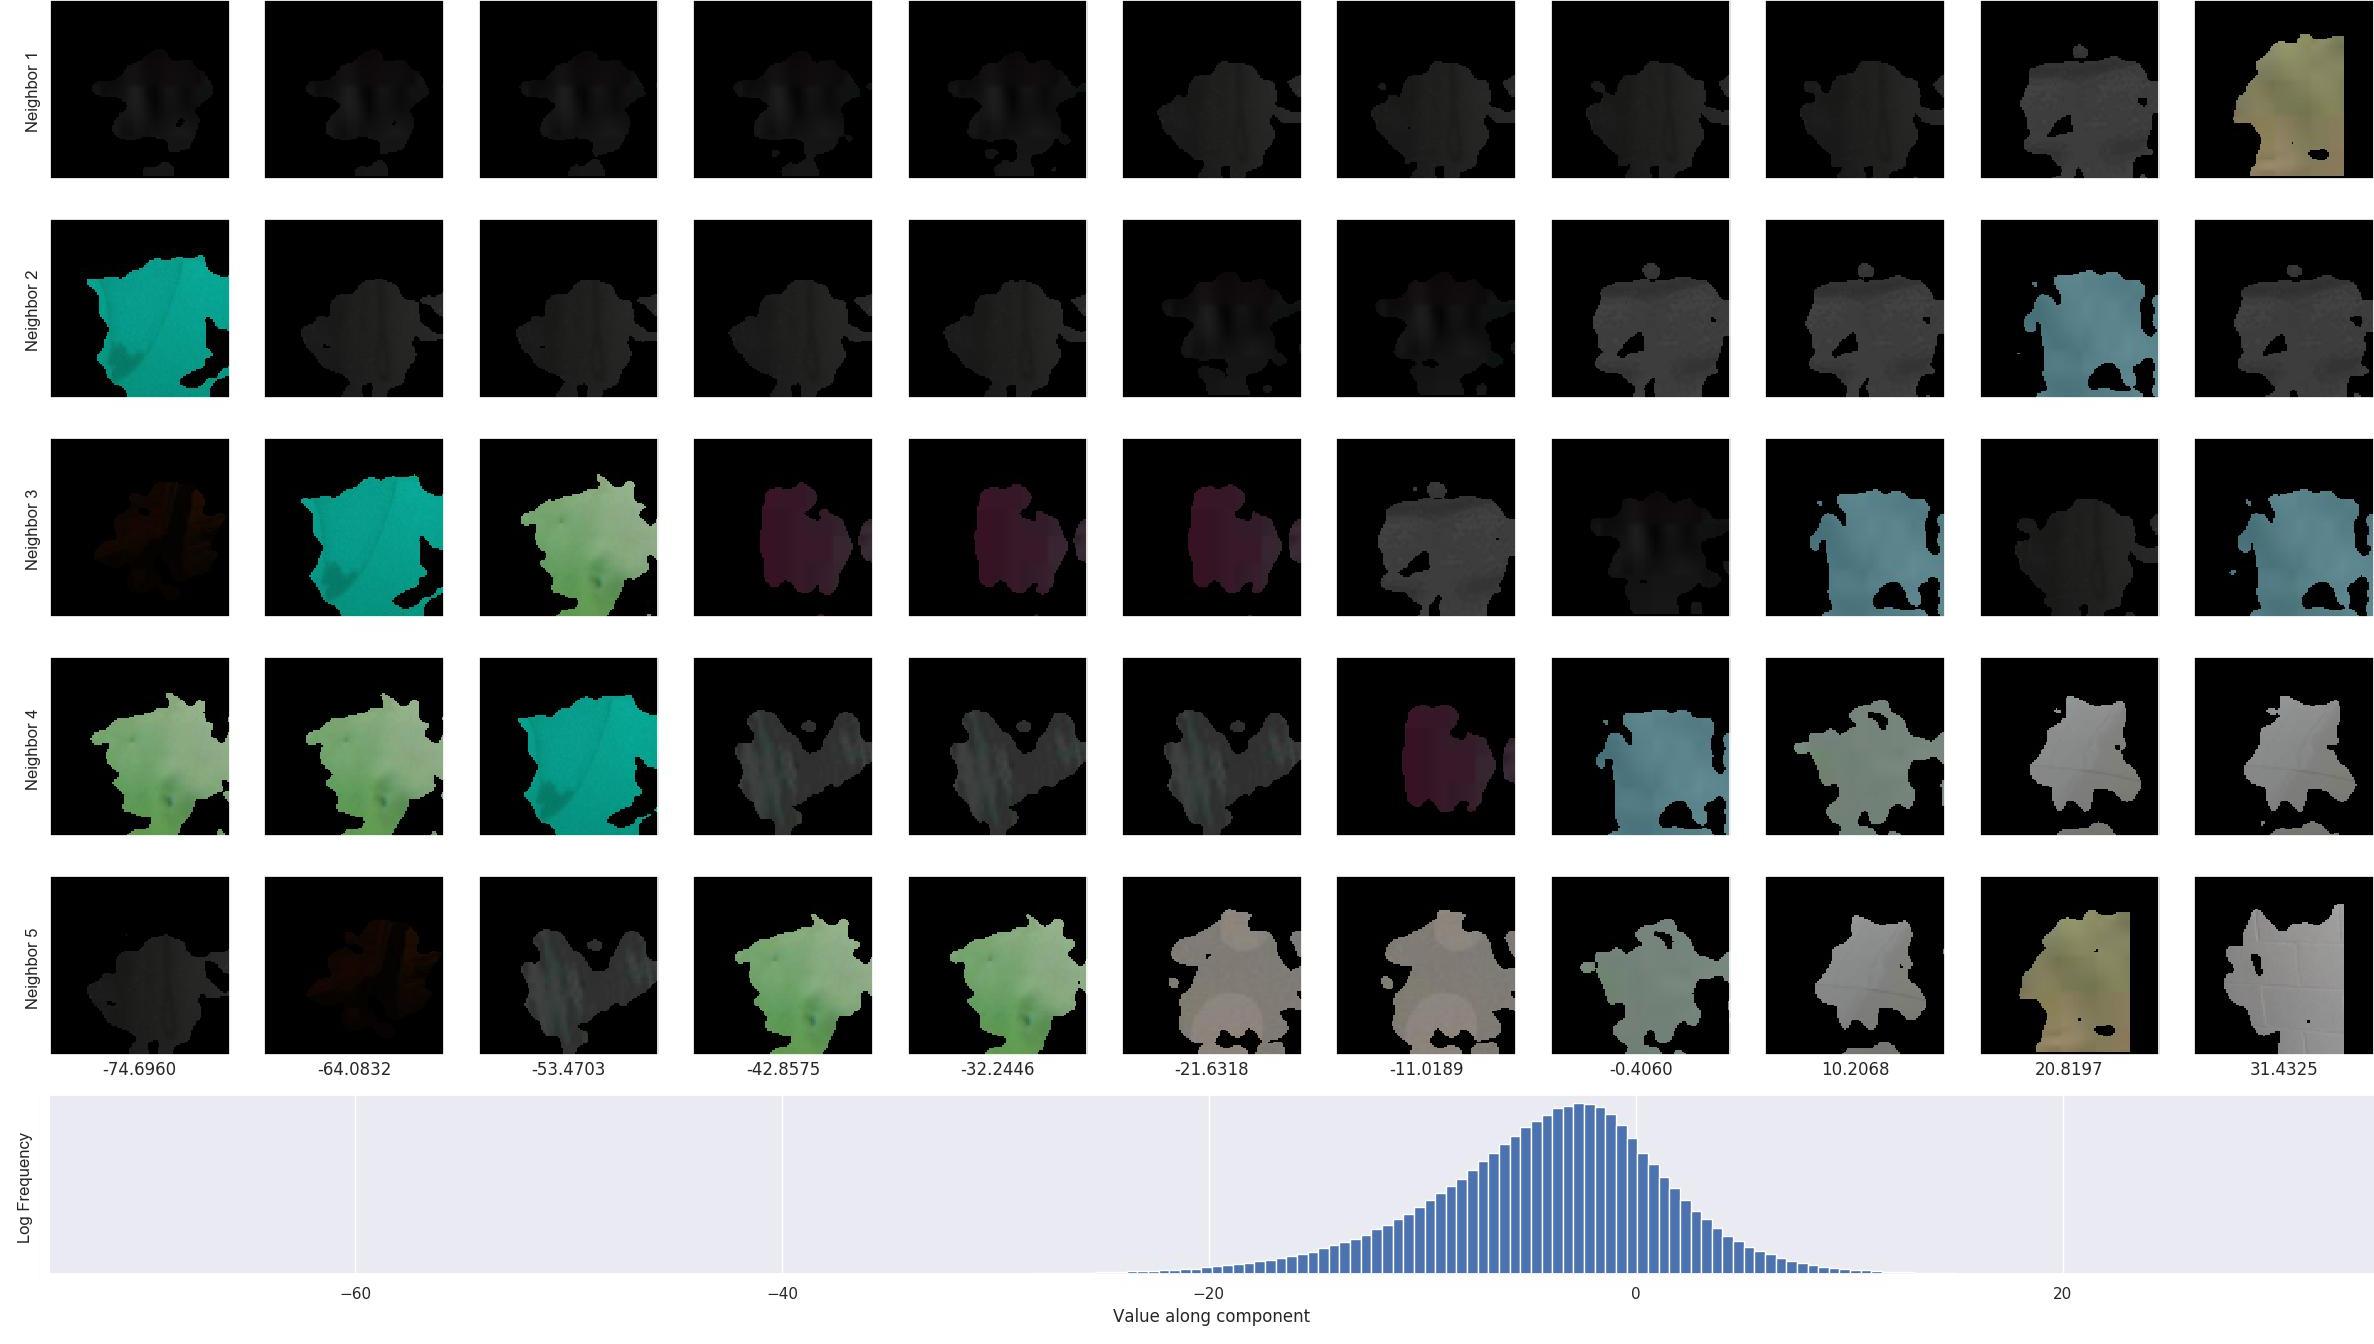 Neighbor 1
Neighbor 2
Neighbor 3
Neighbor 4
Neighbor 5
-74.6960 -64.0832 -53.4703 -42.8575 -32.2446 -21.6318 -11.0189 -0.4060 10.2068 20.8197 31.4325
Log Frequency
−60 −40 −20 0 20
Value along component